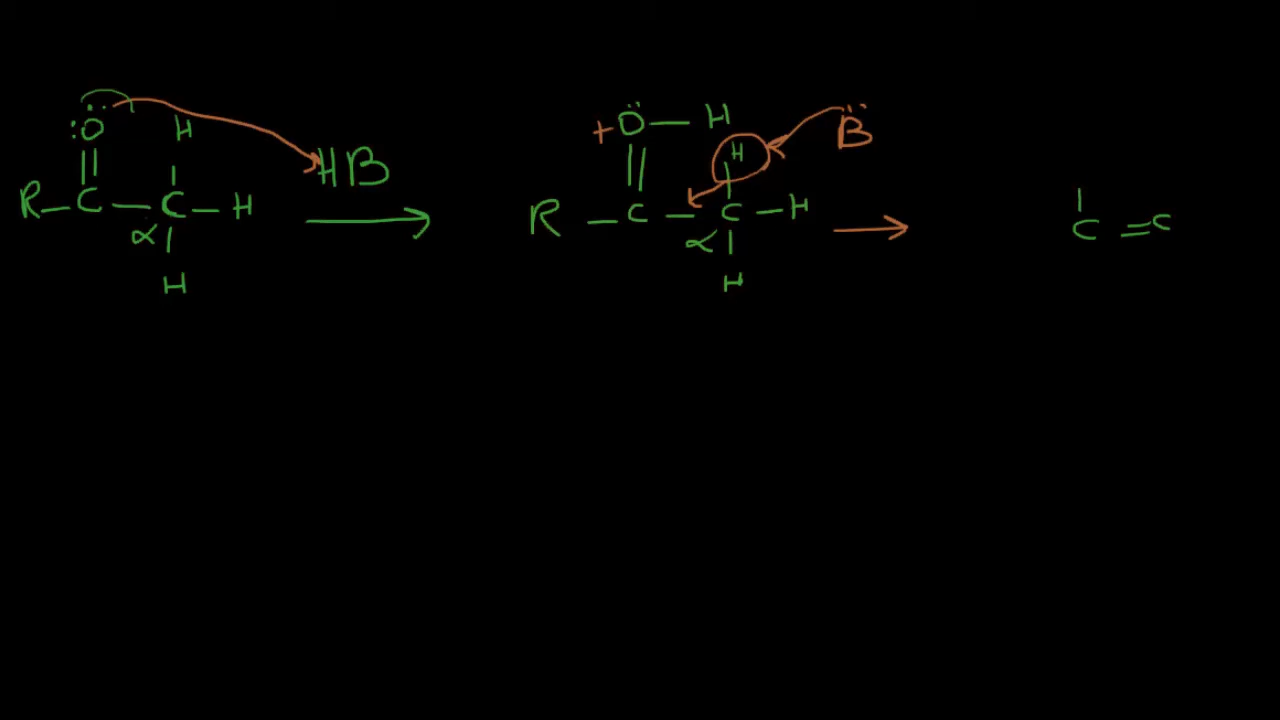 :Ö H +Ö — H B̈
H
HB
R — C — C — H R — C — C — H C = C
α α
H H